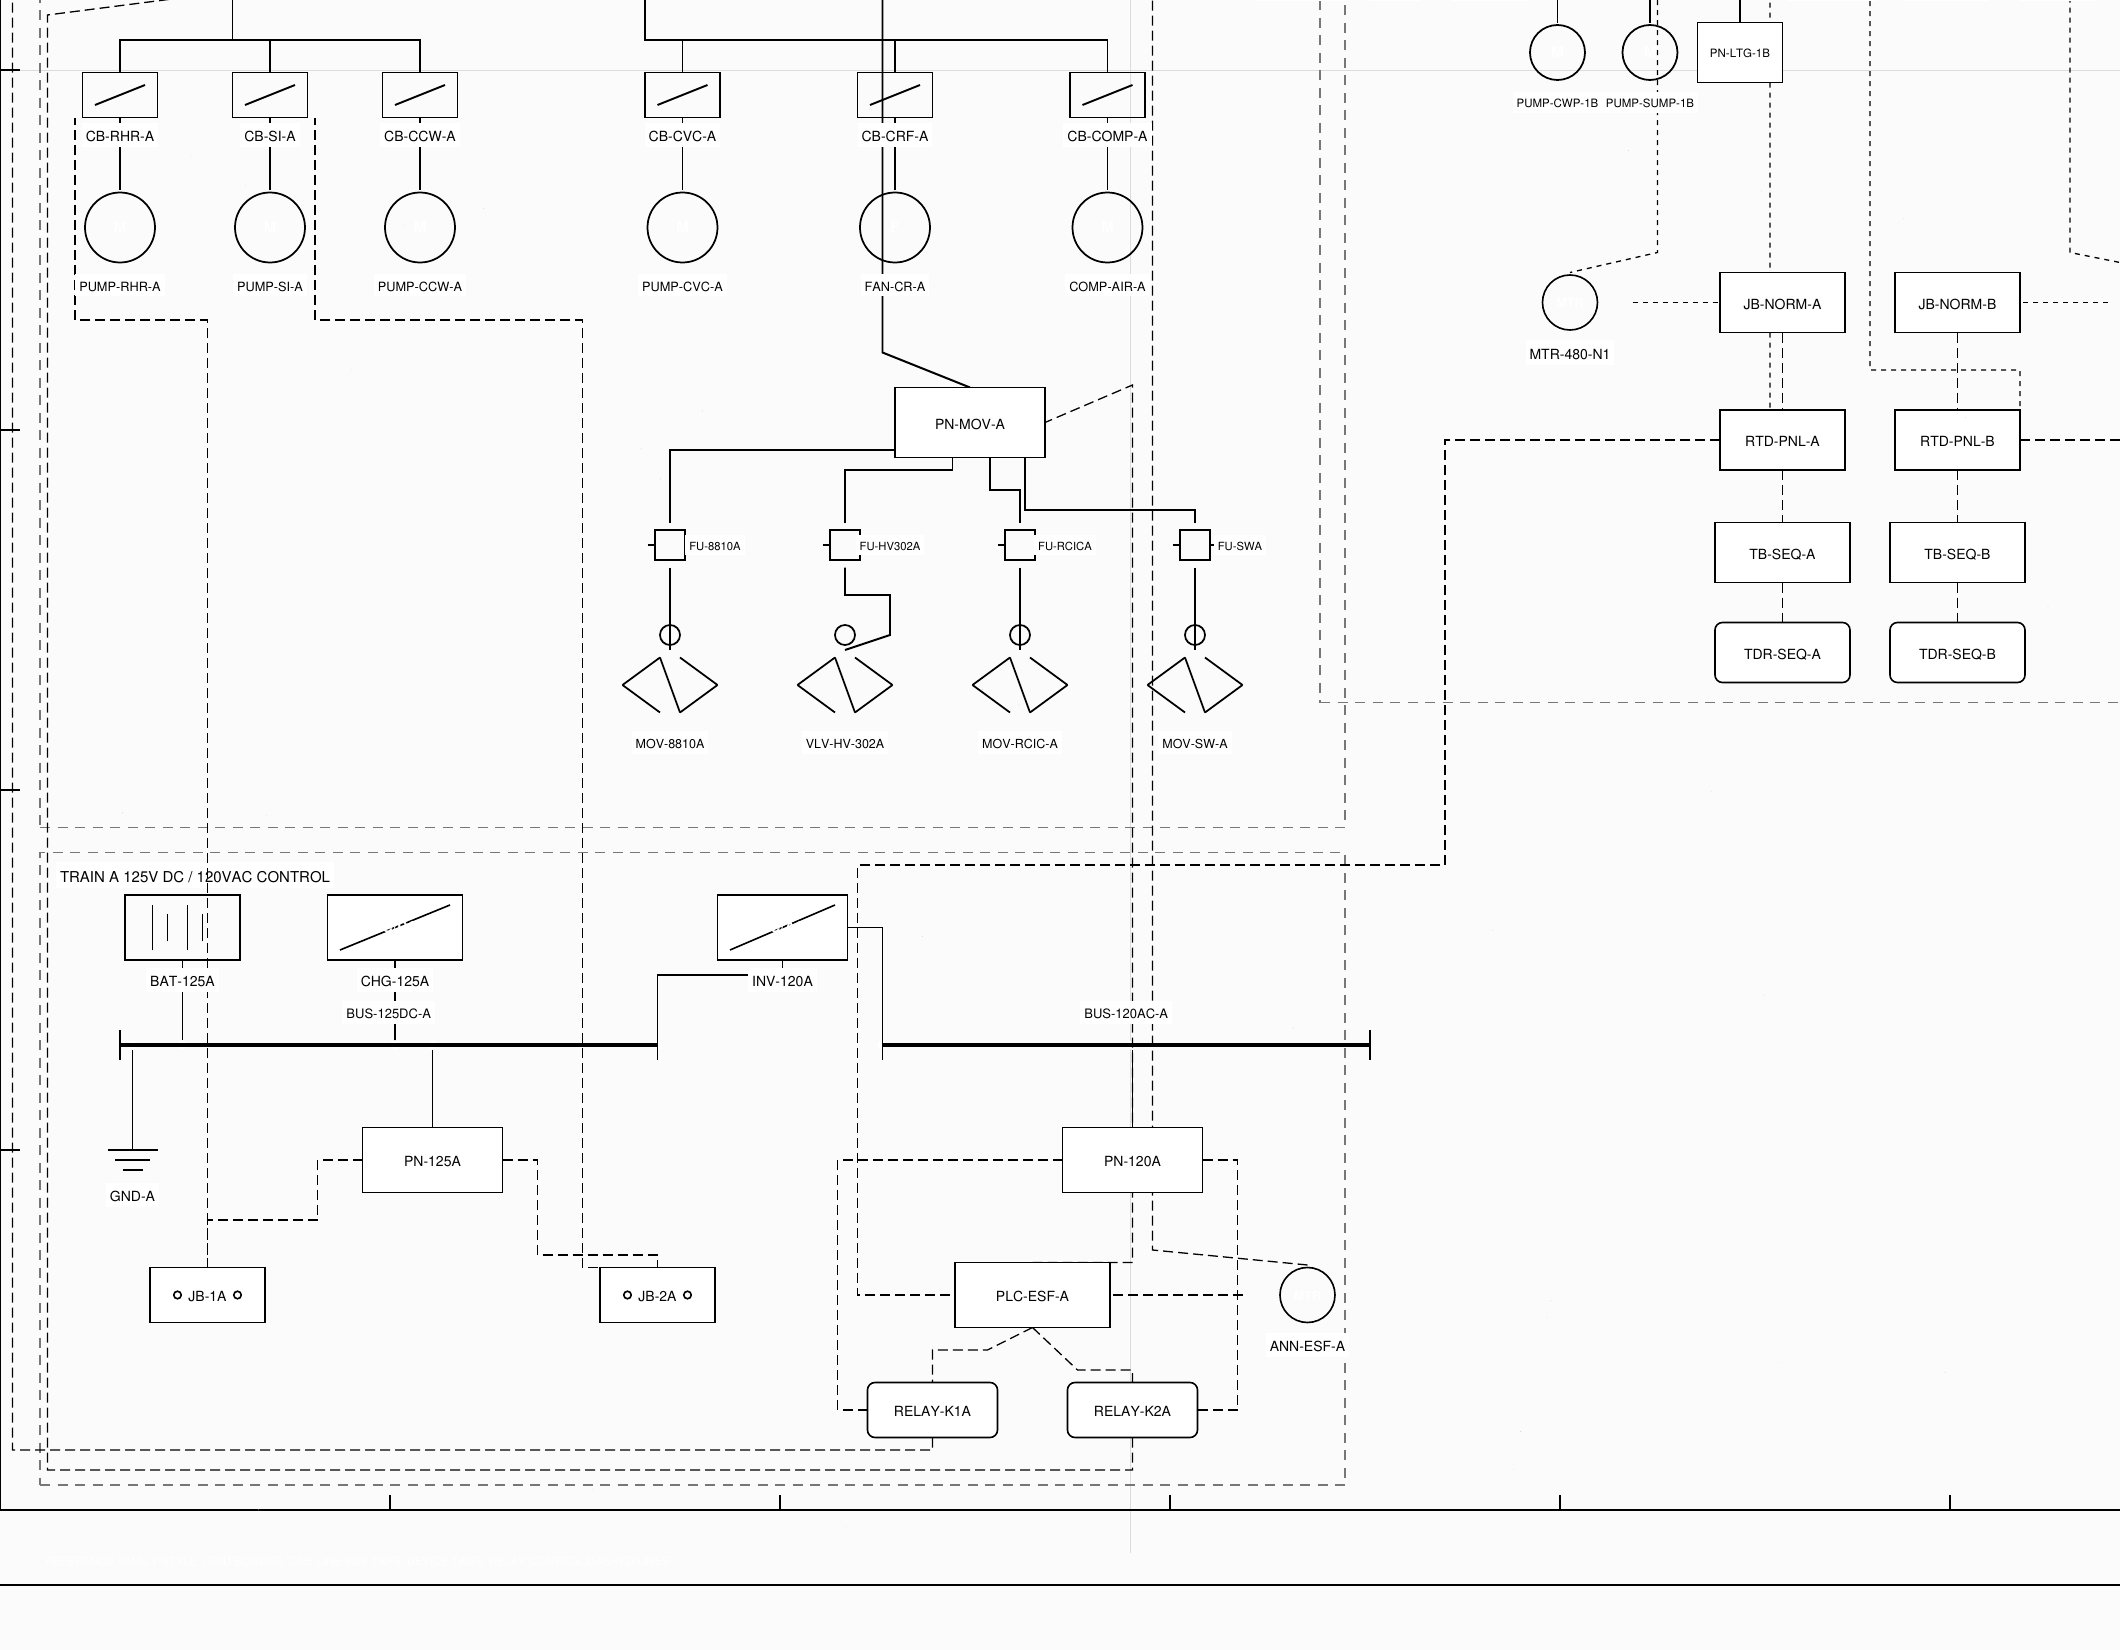 PN-LTG-1B
PUMP-CWP-1B
PUMP-SUMP-1B
CB-RHR-A
CB-SI-A
CB-CCW-A
CB-CVC-A
CB-CRF-A
CB-COMP-A
PUMP-RHR-A
PUMP-SI-A
PUMP-CCW-A
PUMP-CVC-A
FAN-CR-A
COMP-AIR-A
JB-NORM-A
JB-NORM-B
MTR-480-N1
PN-MOV-A
RTD-PNL-A
RTD-PNL-B
FU-8810A
FU-HV302A
FU-RCICA
FU-SWA
TB-SEQ-A
TB-SEQ-B
TDR-SEQ-A
TDR-SEQ-B
MOV-8810A
VLV-HV-302A
MOV-RCIC-A
MOV-SW-A
TRAIN A 125V DC / 120VAC CONTROL
BAT-125A
CHG-125A
INV-120A
BUS-125DC-A
BUS-120AC-A
PN-125A
PN-120A
GND-A
JB-1A
JB-2A
PLC-ESF-A
ANN-ESF-A
RELAY-K1A
RELAY-K2A